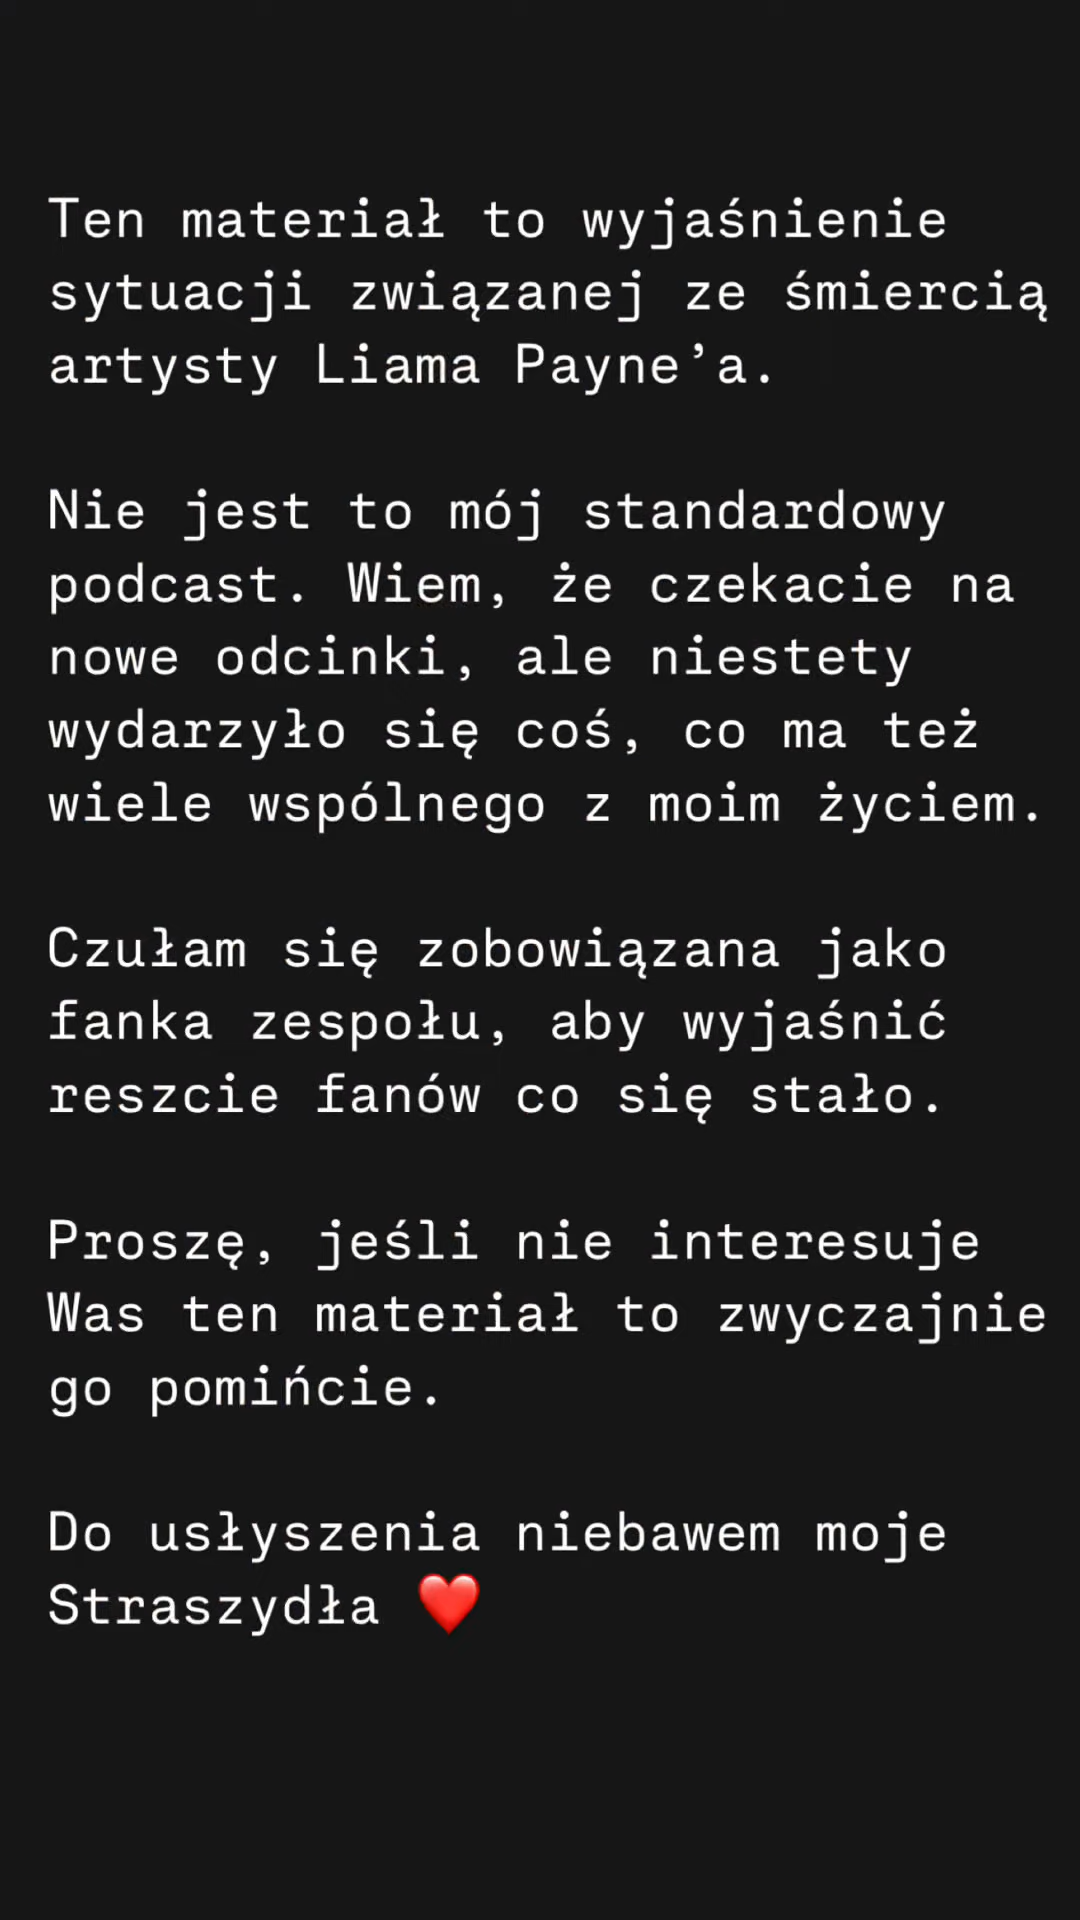 Ten materiał to wyjaśnienie
sytuacji związanej ze śmiercią
artysty Liama Payne’a.
Nie jest to mój standardowy
podcast. Wiem, że czekacie na
nowe odcinki, ale niestety
wydarzyło się coś, co ma też
wiele wspólnego z moim życiem.
Czułam się zobowiązana jako
fanka zespołu, aby wyjaśnić
reszcie fanów co się stało.
Proszę, jeśli nie interesuje
Was ten materiał to zwyczajnie
go pomińcie.
Do usłyszenia niebawem moje
Straszydła ❤️